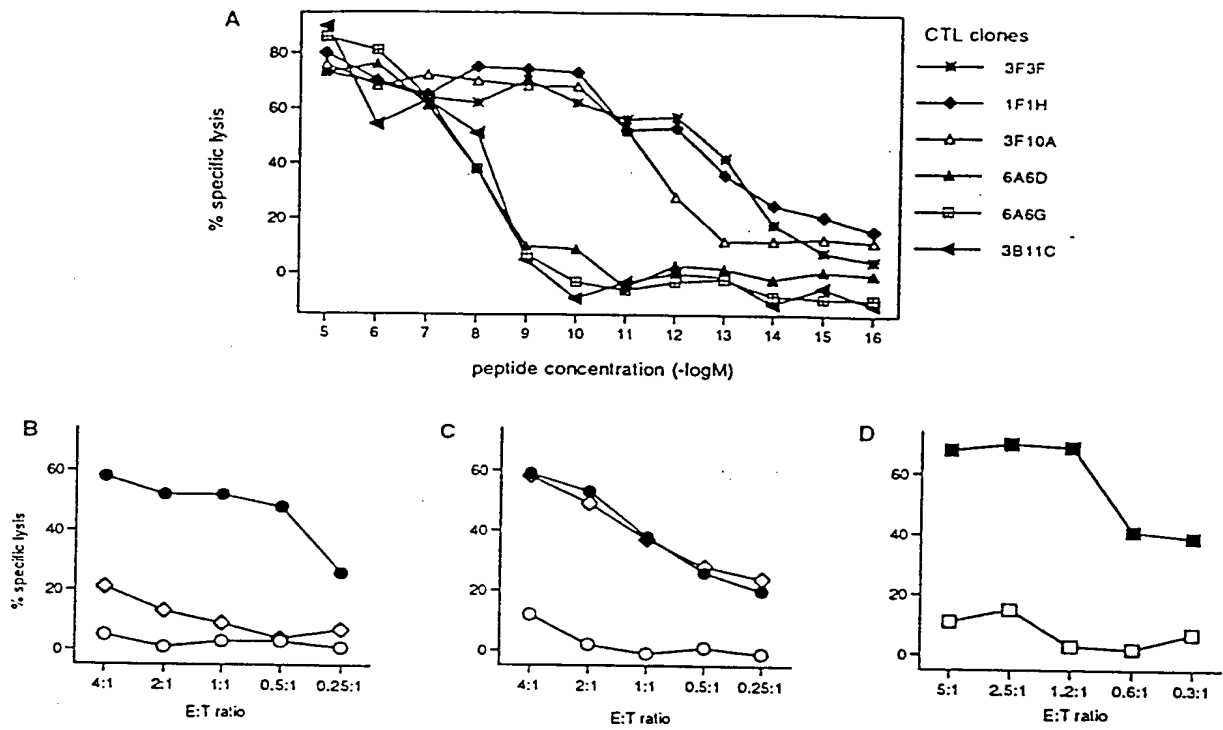 A
% specific lysis
80
60
40
20
0
5 6 7 8 9 10 11 12 13 14 15 16
peptide concentration (-logM)
CTL clones
3F3F
1F1H
3F10A
6A6D
6A6G
3B11C
B
% specific lysis
60
40
20
0
4:1 2:1 1:1 0.5:1 0.25:1
E:T ratio
C
60
40
20
0
4:1 2:1 1:1 0.5:1 0.25:1
E:T ratio
D
60
40
20
0
5:1 2.5:1 1.2:1 0.6:1 0.3:1
E:T ratio